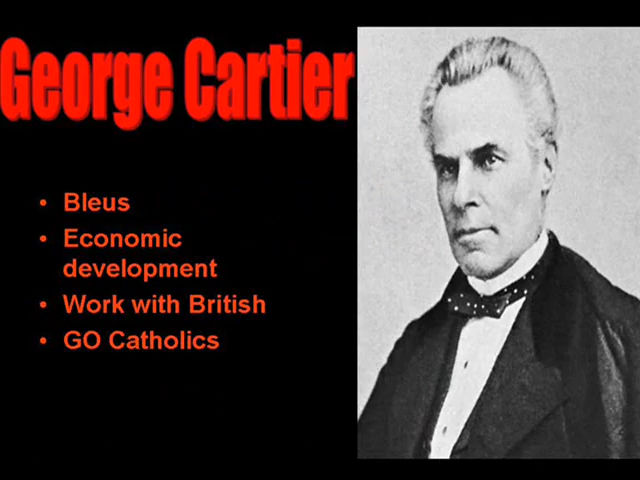 George Cartier
• Bleus
• Economic
development
• Work with British
• GO Catholics